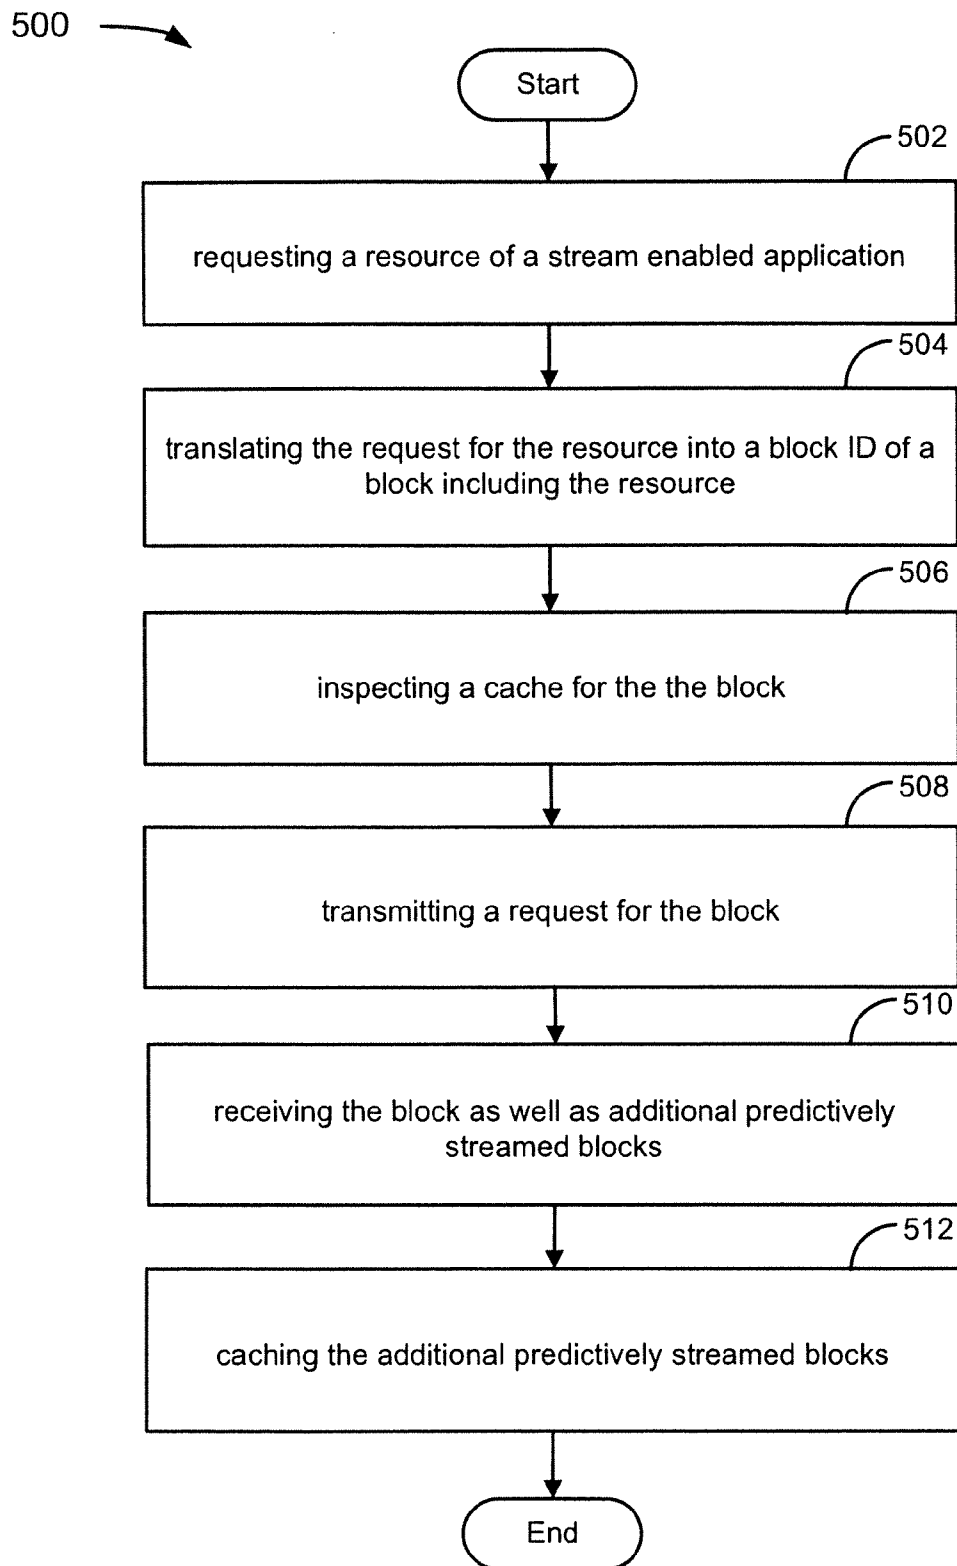 500
Start
502
requesting a resource of a stream enabled application
504
translating the request for the resource into a block ID of a
block including the resource
506
inspecting a cache for the the block
508
transmitting a request for the block
510
receiving the block as well as additional predictively
streamed blocks
512
caching the additional predictively streamed blocks
End